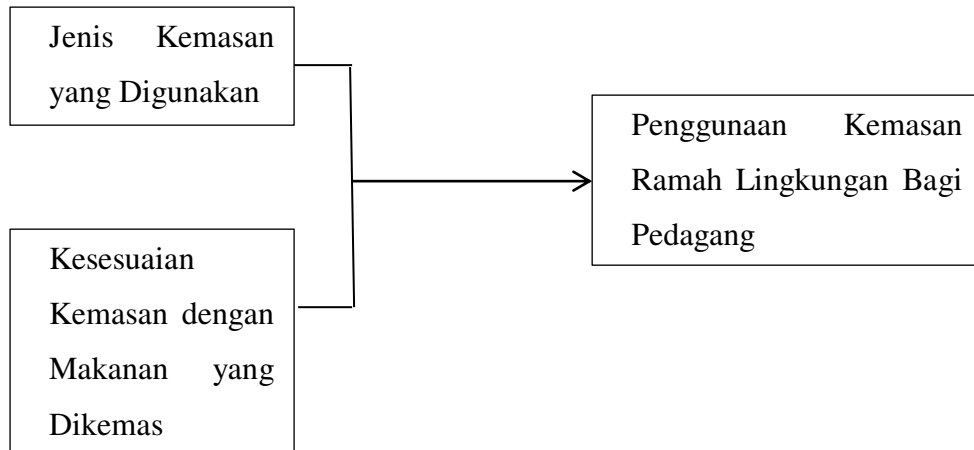 Jenis Kemasan
yang Digunakan
Kesesuaian
Kemasan dengan
Makanan yang
Dikemas
Penggunaan Kemasan
Ramah Lingkungan Bagi
Pedagang